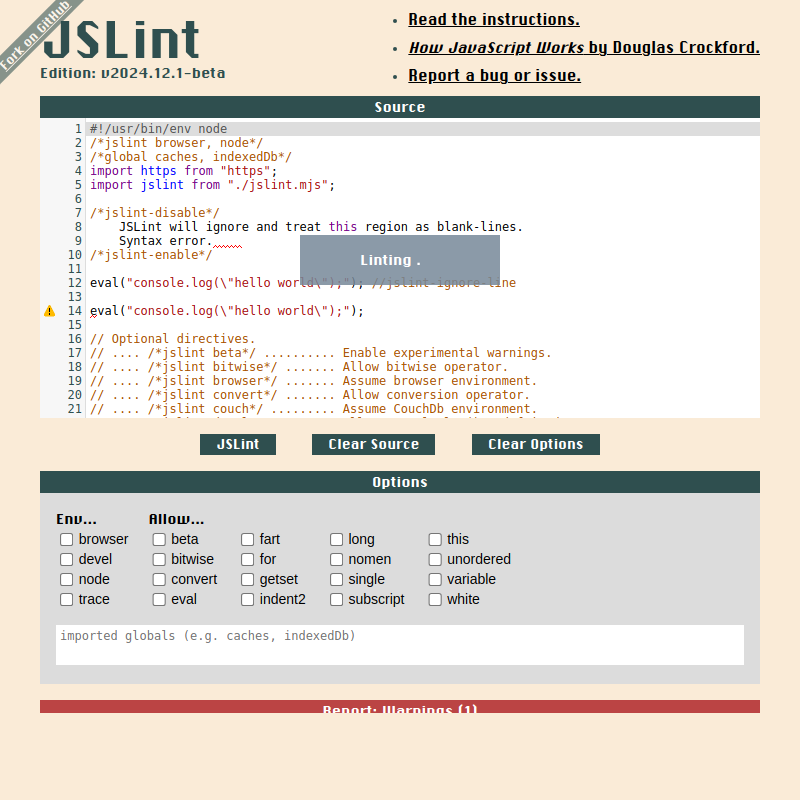 Fork on GitHub
JSLint
Edition: v2024.12.1-beta
Read the instructions.
How JavaScript Works by Douglas Crockford.
Report a bug or issue.
Source
1 #!/usr/bin/env node
2 /*jslint browser, node*/
3 /*global caches, indexedDb*/
4 import https from "https";
5 import jslint from "./jslint.mjs";
6
7 /*jslint-disable*/
8     JSLint will ignore and treat this region as blank-lines.
9     Syntax error.
10 /*jslint-enable*/
Linting .
11
12 eval("console.log(\"hello world\");"); //jslint-ignore-line
13
14 eval("console.log(\"hello world\");");
15
16 // Optional directives.
17 // .... /*jslint beta*/ .......... Enable experimental warnings.
18 // .... /*jslint bitwise*/ ....... Allow bitwise operator.
19 // .... /*jslint browser*/ ....... Assume browser environment.
20 // .... /*jslint convert*/ ....... Allow conversion operator.
21 // .... /*jslint couch*/ ......... Assume CouchDb environment.
JSLint Clear Source Clear Options
Options
Env... Allow...
browser beta fart long this
devel bitwise for nomen unordered
node convert getset single variable
trace eval indent2 subscript white
imported globals (e.g. caches, indexedDb)
Report: Warnings (1)